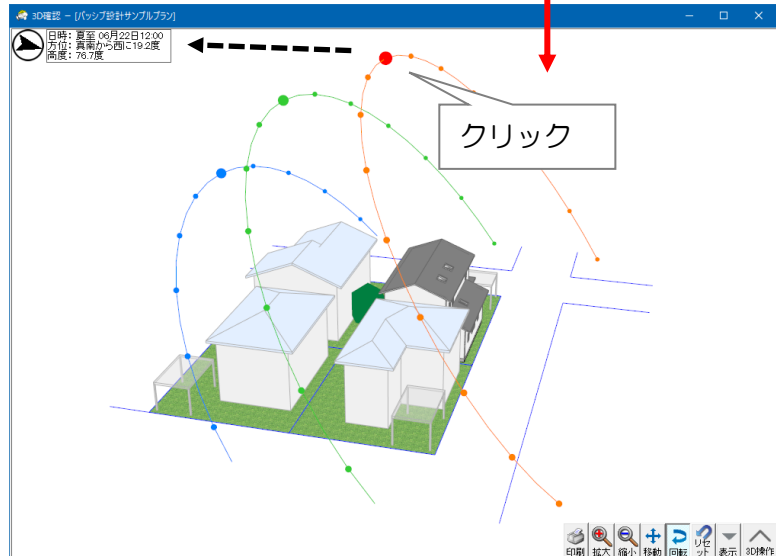 3D確認 - [パッシブ設計サンプルプラン]
日時：夏至 06月22日12:00
方位：真南から西に19.2度
高度：76.7度
クリック
印刷 拡大 縮小 移動 回転 リセット 表示 3D操作